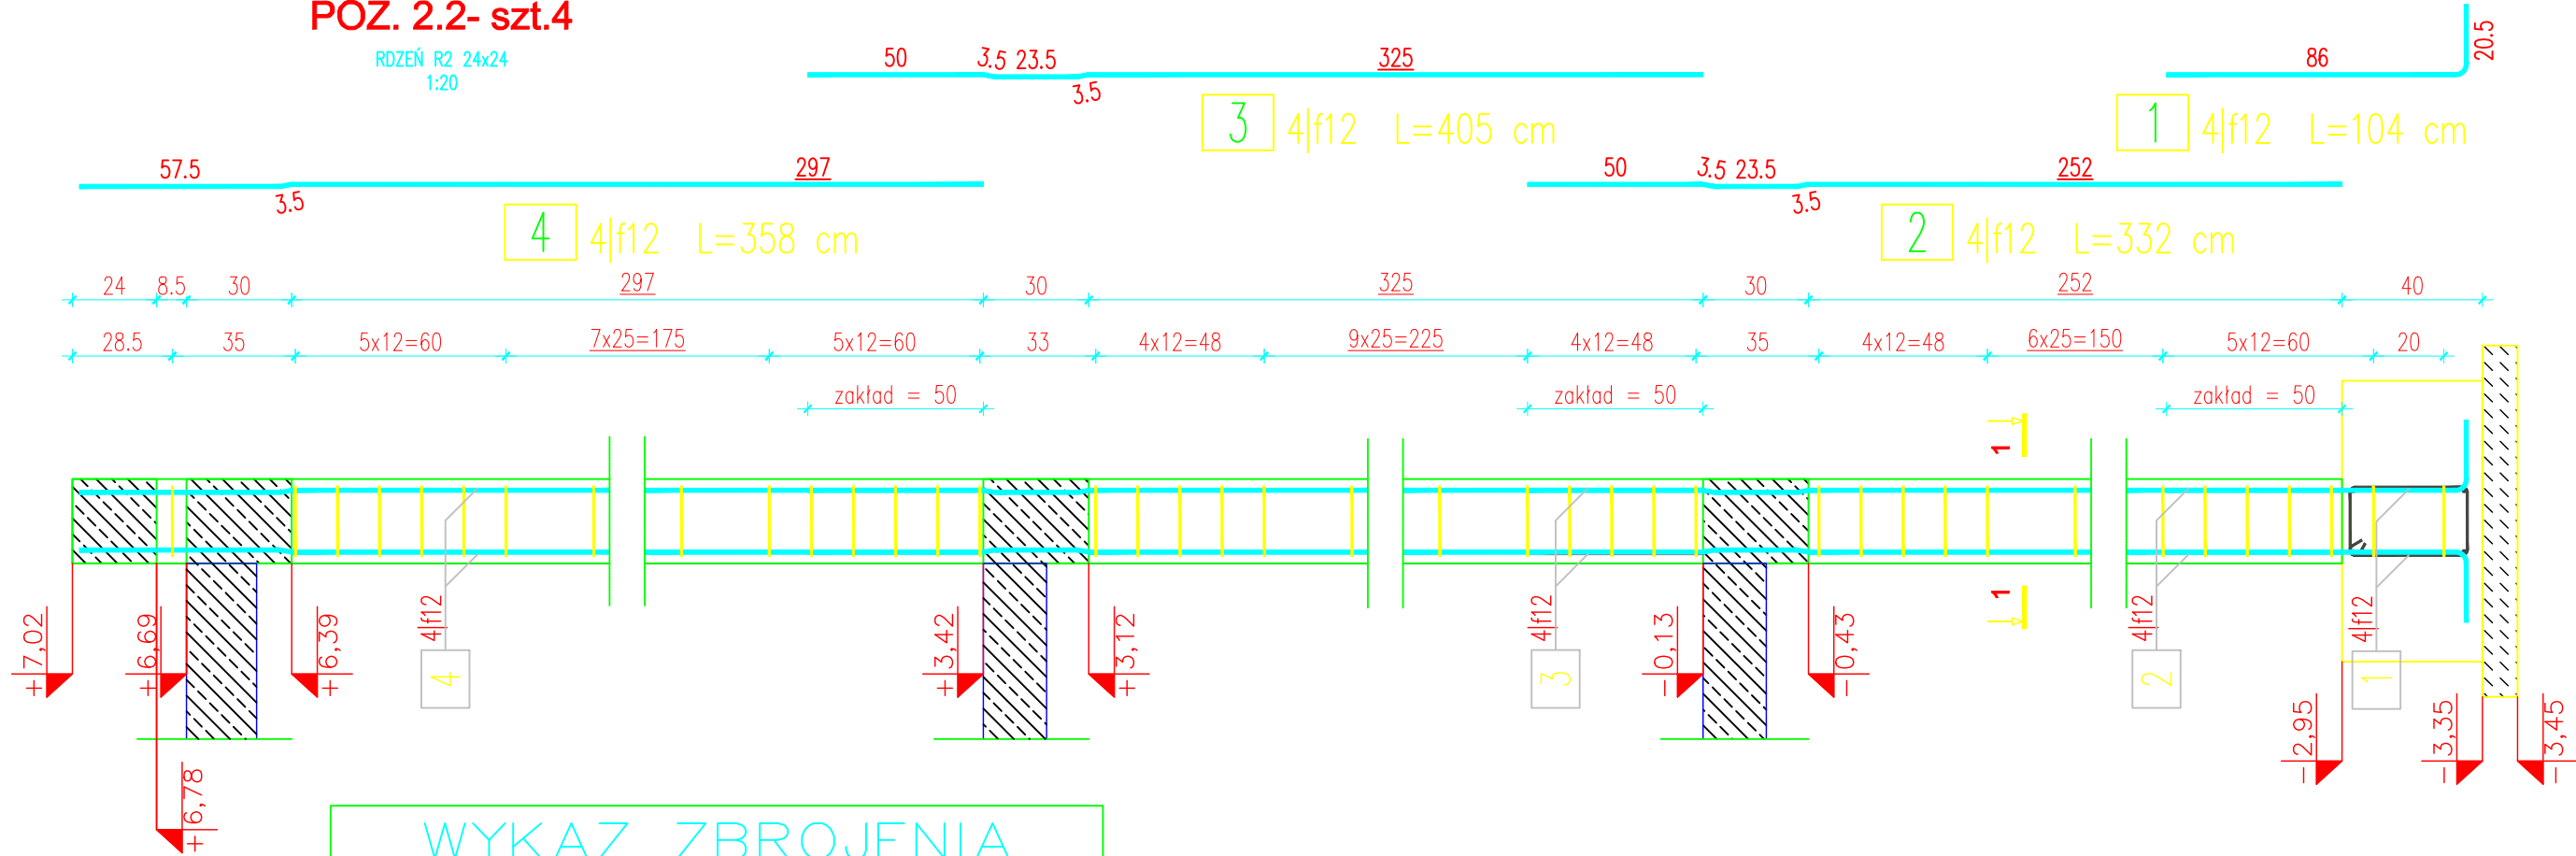 POZ. 2.2- szt.4
RDZEŃ R2 24x24
1:20
50 3.5 23.5 325
3.5
3 4|f12 L=405 cm
86 20.5
1 4|f12 L=104 cm
57.5 297
3.5
4 4|f12 L=358 cm
50 3.5 23.5 252
3.5
2 4|f12 L=332 cm
24 8.5 30 297 30 325 30 252 40
28.5 35 5x12=60 7x25=175 5x12=60 33 4x12=48 9x25=225 4x12=48 35 4x12=48 6x25=150 5x12=60 20
zakład = 50 zakład = 50 zakład = 50
1
1
4|f12 4|f12 4|f12 4|f12
4 3 2 1
+7,02 +6,69 +6,39 +3,42 +3,12 -0,13 -0,43
-2,95 -3,35 -3,45
+6,78
WYKAZ ZBROJENIA